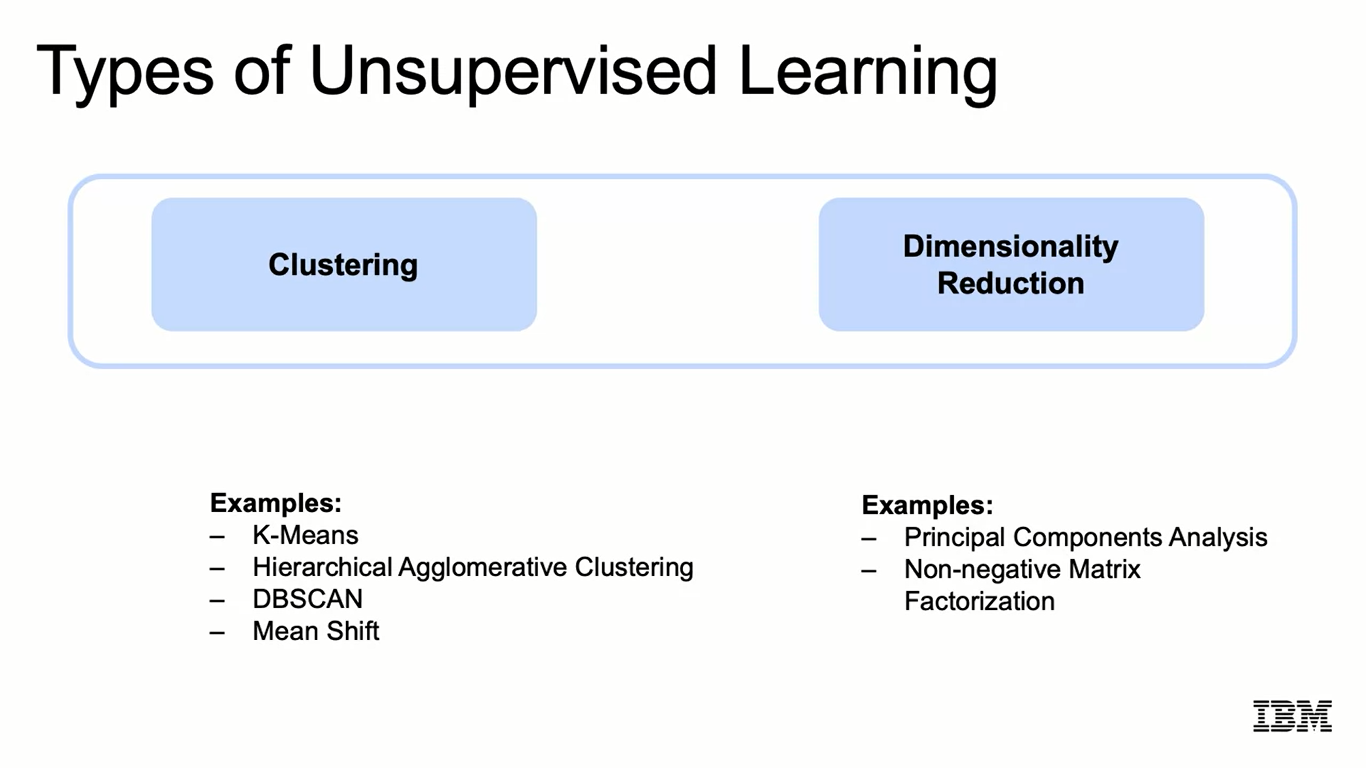 Types of Unsupervised Learning
Clustering
Dimensionality
Reduction
Examples:
– K-Means
– Hierarchical Agglomerative Clustering
– DBSCAN
– Mean Shift
Examples:
– Principal Components Analysis
– Non-negative Matrix
Factorization
IBM